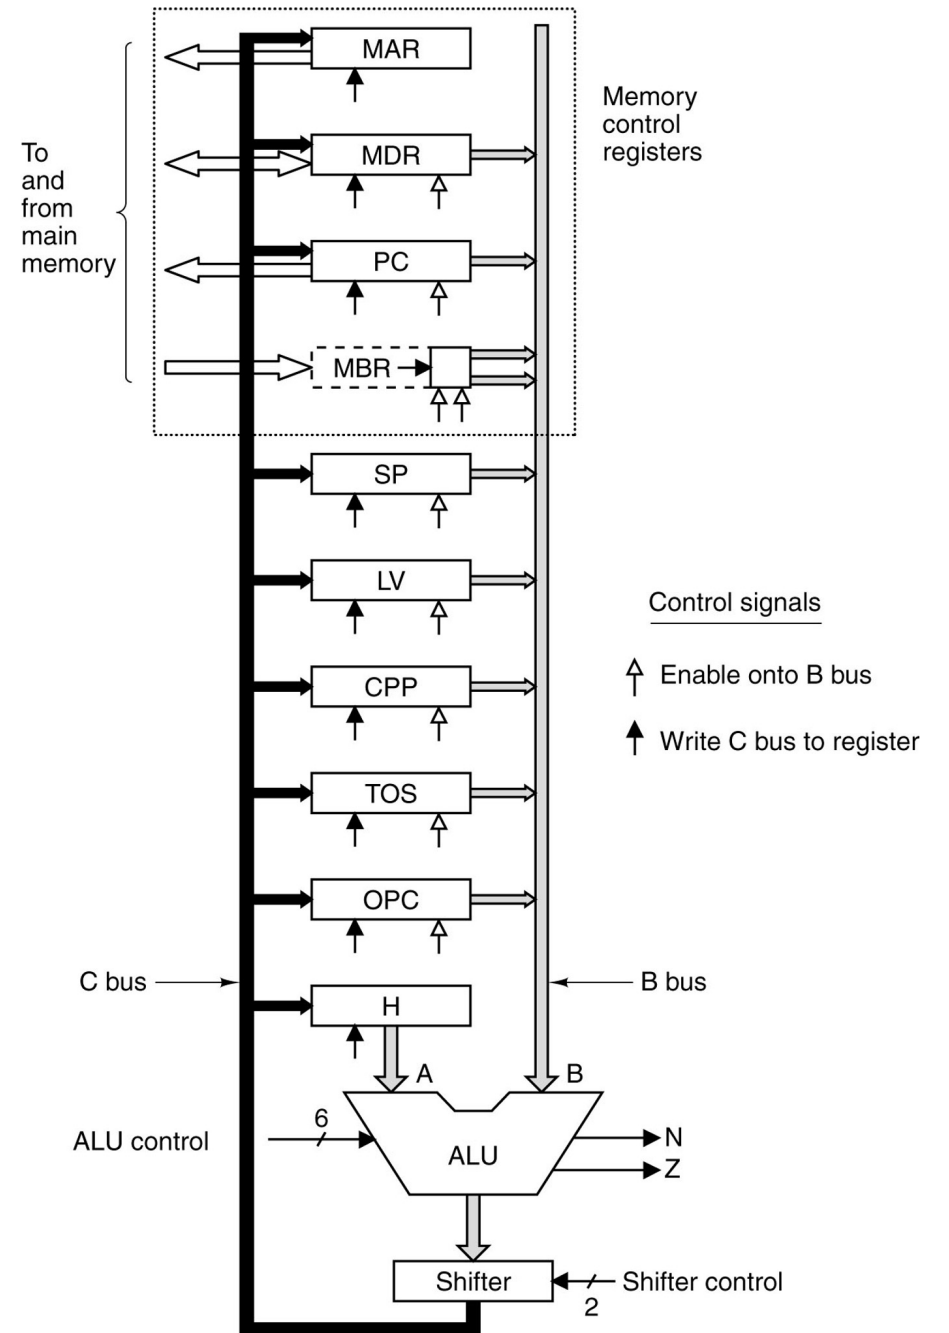 MAR
Memory
control
registers
To
and
from
main
memory
MDR
PC
MBR
SP
LV
Control signals
Enable onto B bus
CPP
Write C bus to register
TOS
OPC
C bus
B bus
H
A
B
6
ALU control
ALU
N
Z
Shifter
Shifter control
2